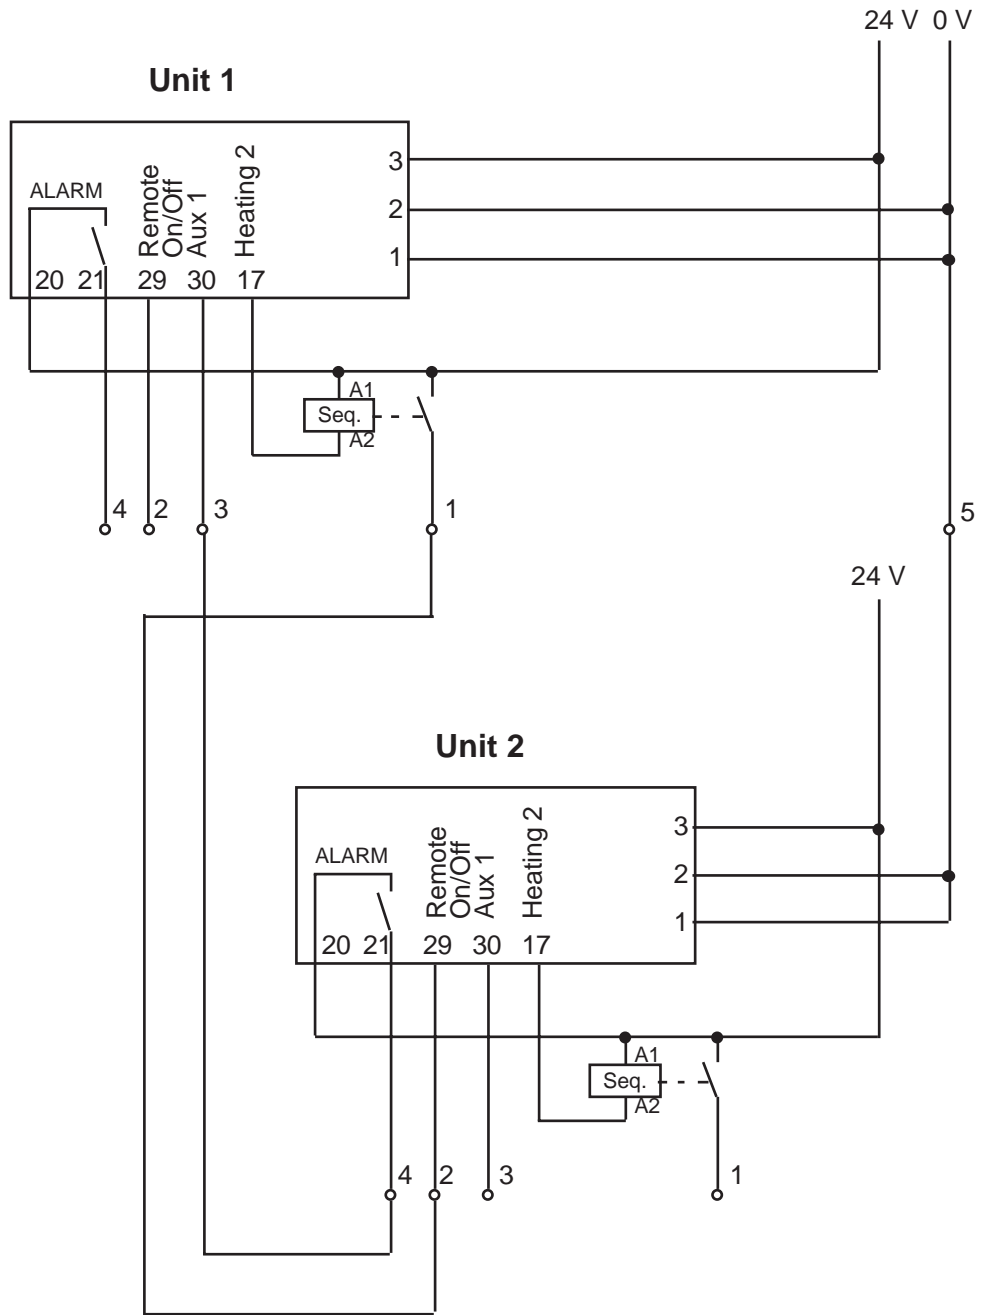 24 V 0 V
Unit 1
3
ALARM
Remote
On/Off
Aux 1
Heating 2
2
1
20 21 29 30 17
A1
Seq.
A2
4 2 3 1 5
24 V
Unit 2
3
ALARM
Remote
On/Off
Aux 1
Heating 2
2
1
20 21 29 30 17
A1
Seq.
A2
4 2 3 1